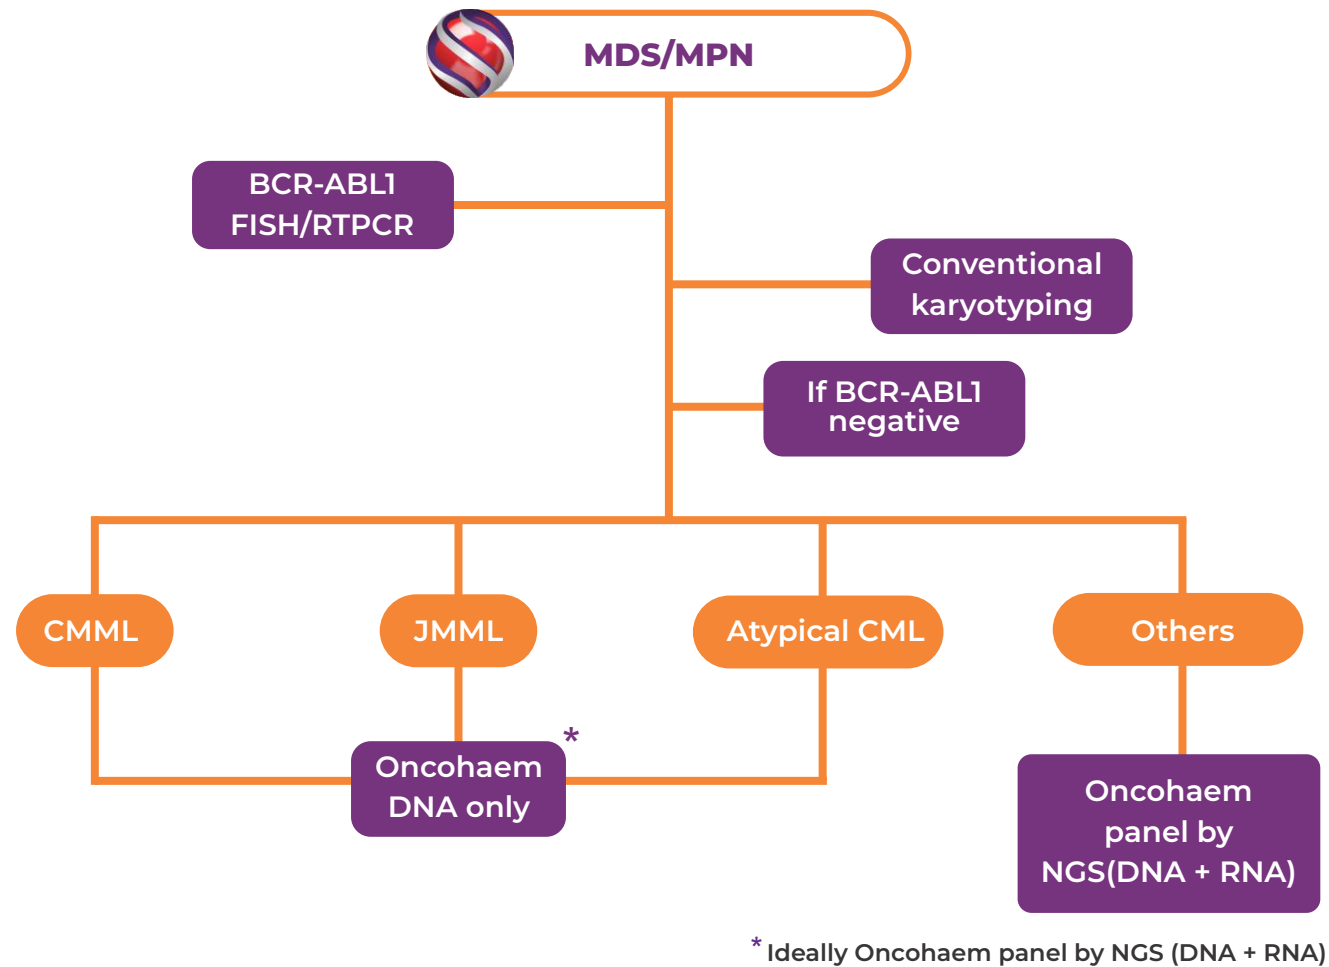 MDS/MPN
BCR-ABL1
FISH/RTPCR
Conventional
karyotyping
If BCR-ABL1
negative
CMML
JMML
Atypical CML
Others
*
Oncohaem
DNA only
Oncohaem
panel by
NGS(DNA + RNA)
* Ideally Oncohaem panel by NGS (DNA + RNA)